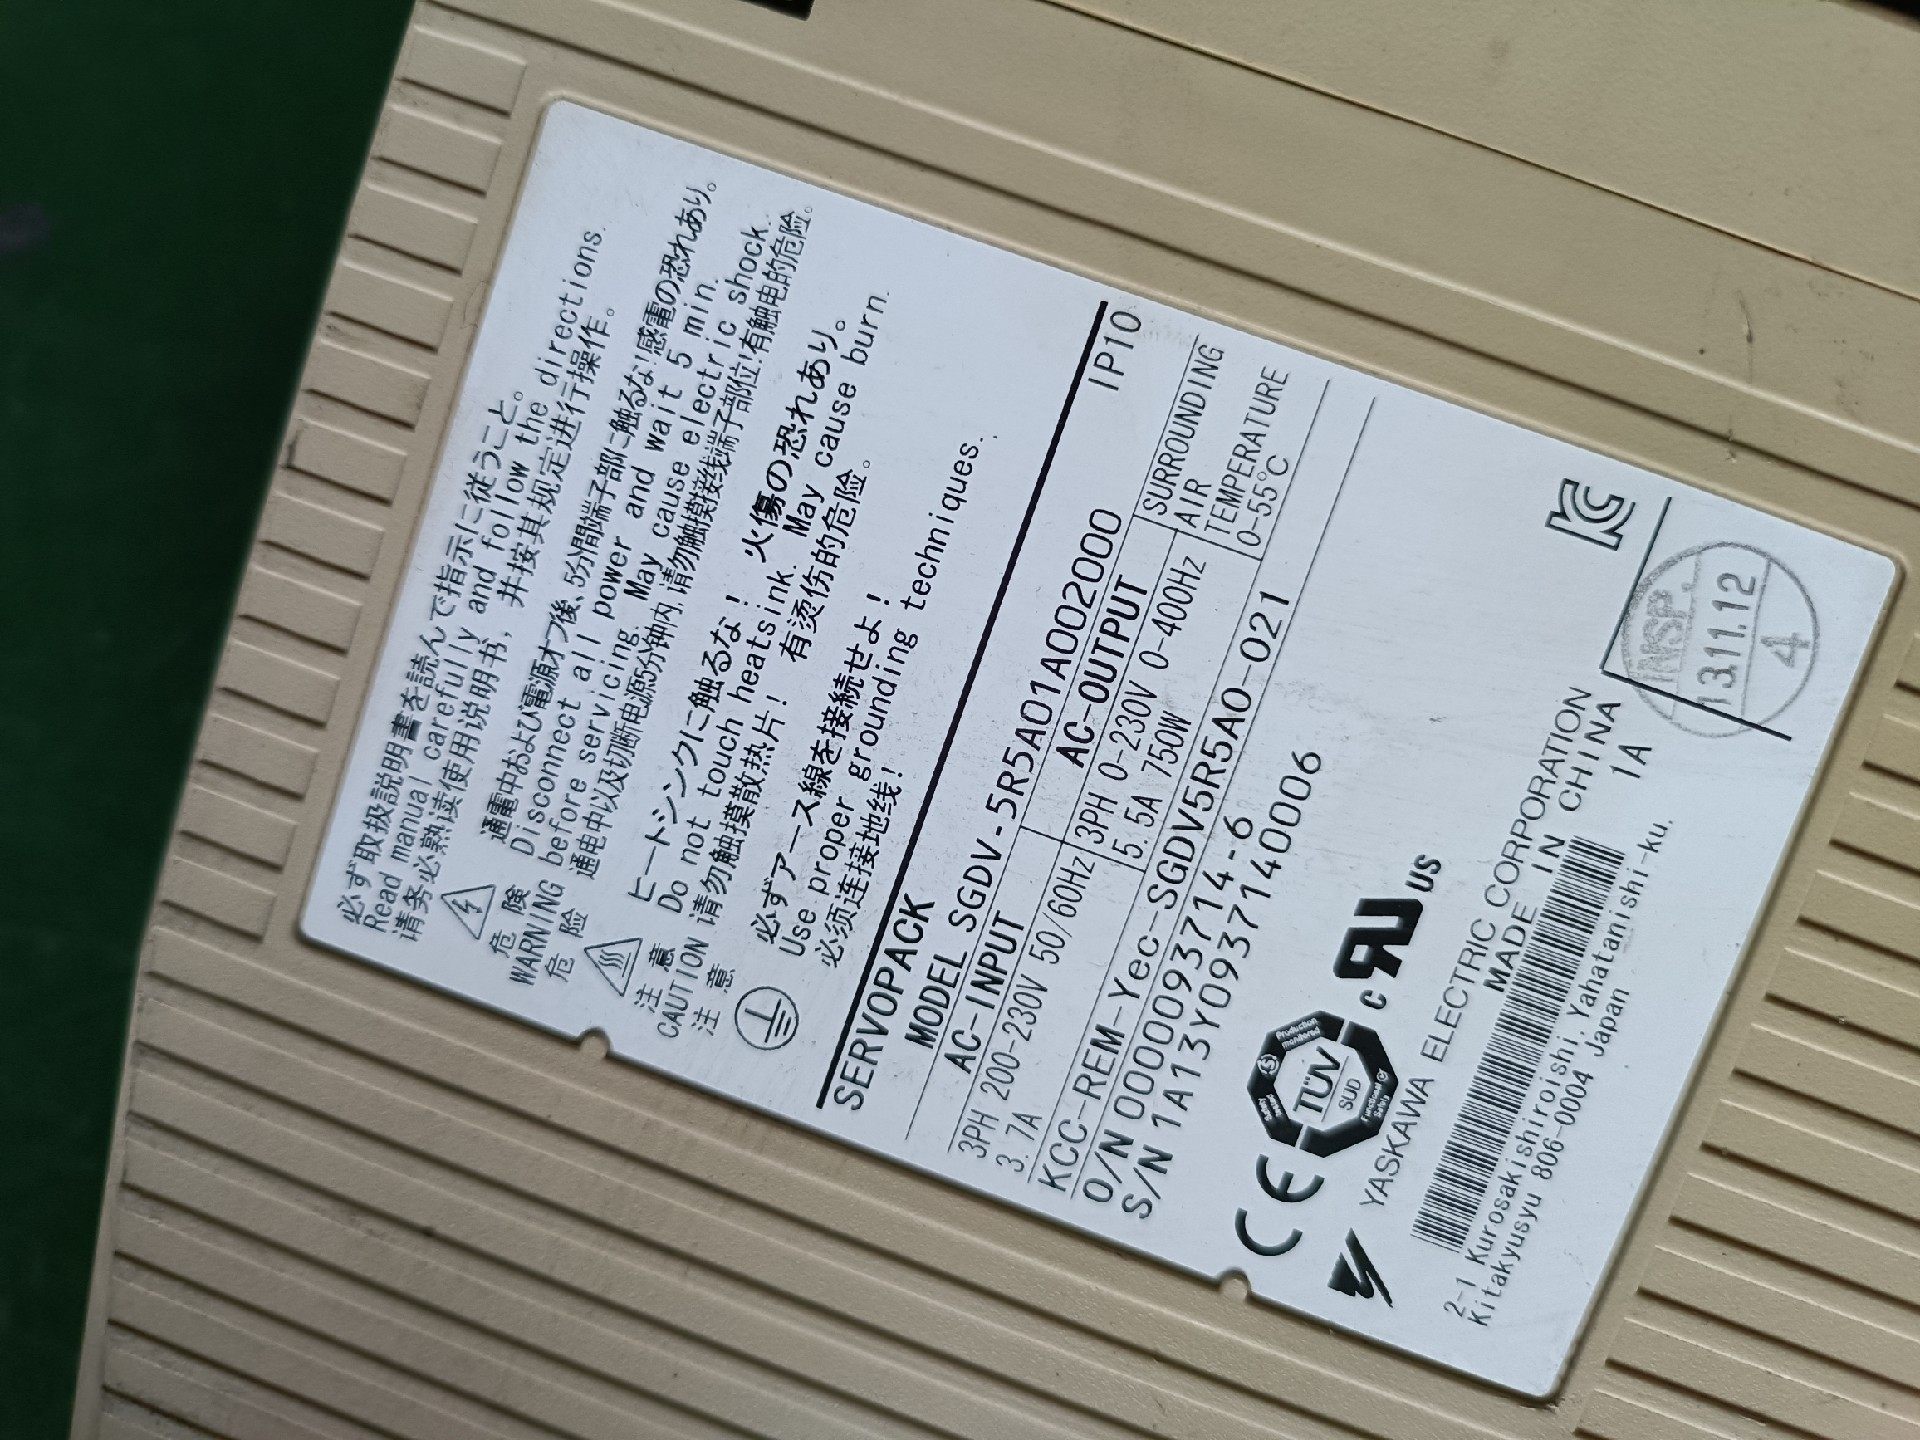 必ず取扱説明書を読んで指示に従うこと。
Read manual carefully and follow the directions.
请务必熟读使用说明书，并按其规定进行操作。
危険
WARNING
危险
通電中および電源オフ後、5分間端子部に触るな！感電の恐れあり。
Disconnect all power and wait 5 min.
before servicing. May cause electric shock.
通电中以及切断电源5分钟内，请勿触摸接线端子部位！有触电的危险。
注意
CAUTION
注意
ヒートシンクに触るな！ 火傷の恐れあり。
Do not touch heatsink. May cause burn.
请勿触摸散热片！ 有烫伤的危险。
必ずアース線を接続せよ！
Use proper grounding techniques.
必须连接地线！
SERVOPACK IP10
MODEL SGDV-5R5A01A002000
AC-INPUT
3PH 200-230V 50/60Hz
3.7A
AC-OUTPUT
3PH 0-230V 0-400Hz
5.5A 750W
SURROUNDING
AIR
TEMPERATURE
0-55℃
KCC-REM-Yec-SGDV5R5A0-021
O/N 0000093714-6
S/N 1A13Y0937140006
CE
TÜV
SUD
c RU US
KC
YASKAWA ELECTRIC CORPORATION
MADE IN CHINA
1A
2-1 Kurosakishiroishi, Yahatanishi-ku,
Kitakyusyu 806-0004 Japan
INSP.
13.11.12
4